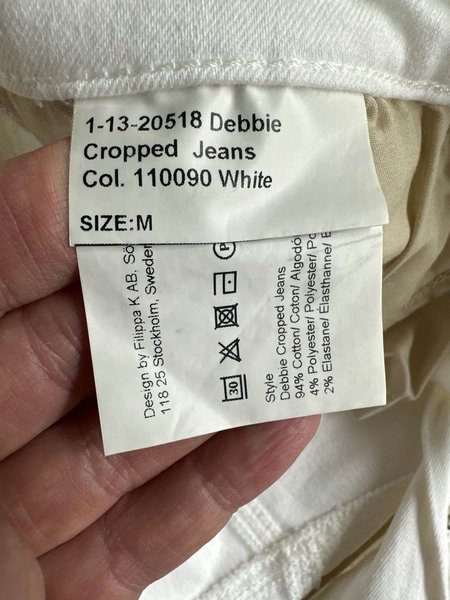 1-13-20518 Debbie
Cropped Jeans
Col. 110090 White
SIZE:M
Design by Filippa K AB,
118 25 Stockholm, Sweden
30
P
Style
Debbie Cropped Jeans
94% Cotton/ Coton/ Algodó
4% Polyester/ Polyester/
2% Elastane/ Elasthanne/